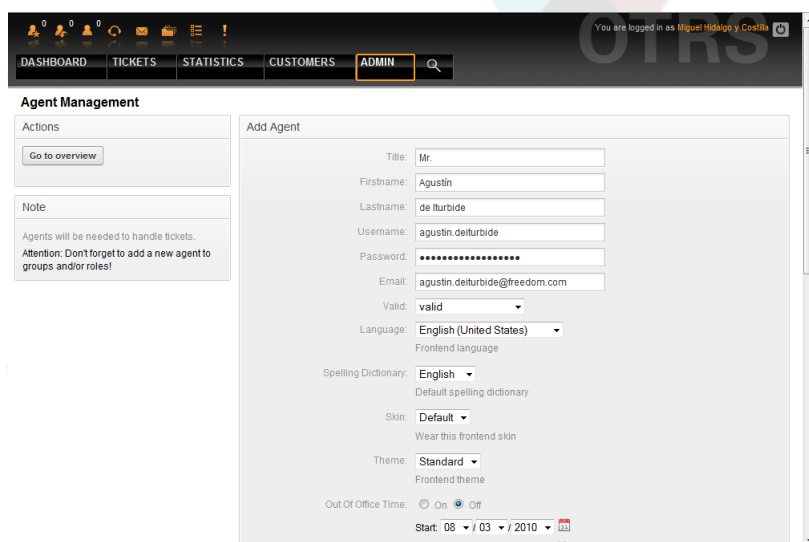 0 0 0
You are logged in as Miguel Hidalgo y Costilla
OTRS
DASHBOARD TICKETS STATISTICS CUSTOMERS ADMIN
Agent Management
Actions
Go to overview
Note
Agents will be needed to handle tickets.
Attention: Don't forget to add a new agent to
groups and/or roles!
Add Agent
Title: Mr.
Firstname: Agustín
Lastname: de Iturbide
Username: agustin.deiturbide
Password: ••••••••••••••••••
Email: agustin.deiturbide@freedom.com
Valid: valid
Language: English (United States)
Frontend language
Spelling Dictionary: English
Default spelling dictionary
Skin: Default
Wear this frontend skin
Theme: Standard
Frontend theme
Out Of Office Time: On Off
Start: 08 / 03 / 2010